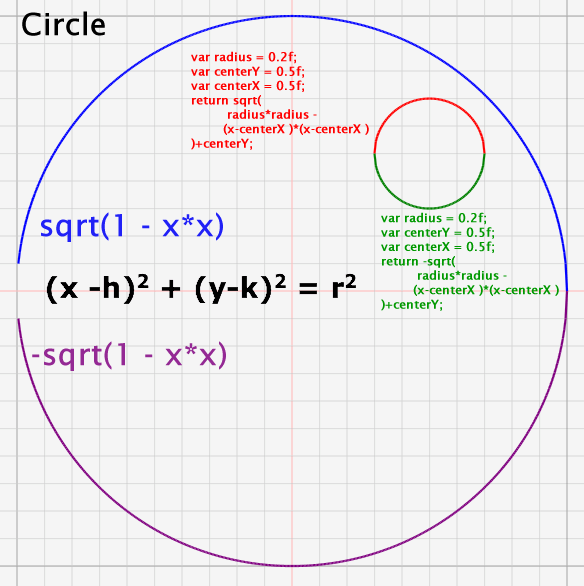 Circle
var radius = 0.2f;
var centerY = 0.5f;
var centerX = 0.5f;
return sqrt(
radius*radius -
(x-centerX )*(x-centerX )
)+centerY;
sqrt(1 - x*x)
var radius = 0.2f;
var centerY = 0.5f;
var centerX = 0.5f;
return -sqrt(
radius*radius -
(x-centerX )*(x-centerX )
)+centerY;
(x -h)² + (y-k)² = r²
-sqrt(1 - x*x)